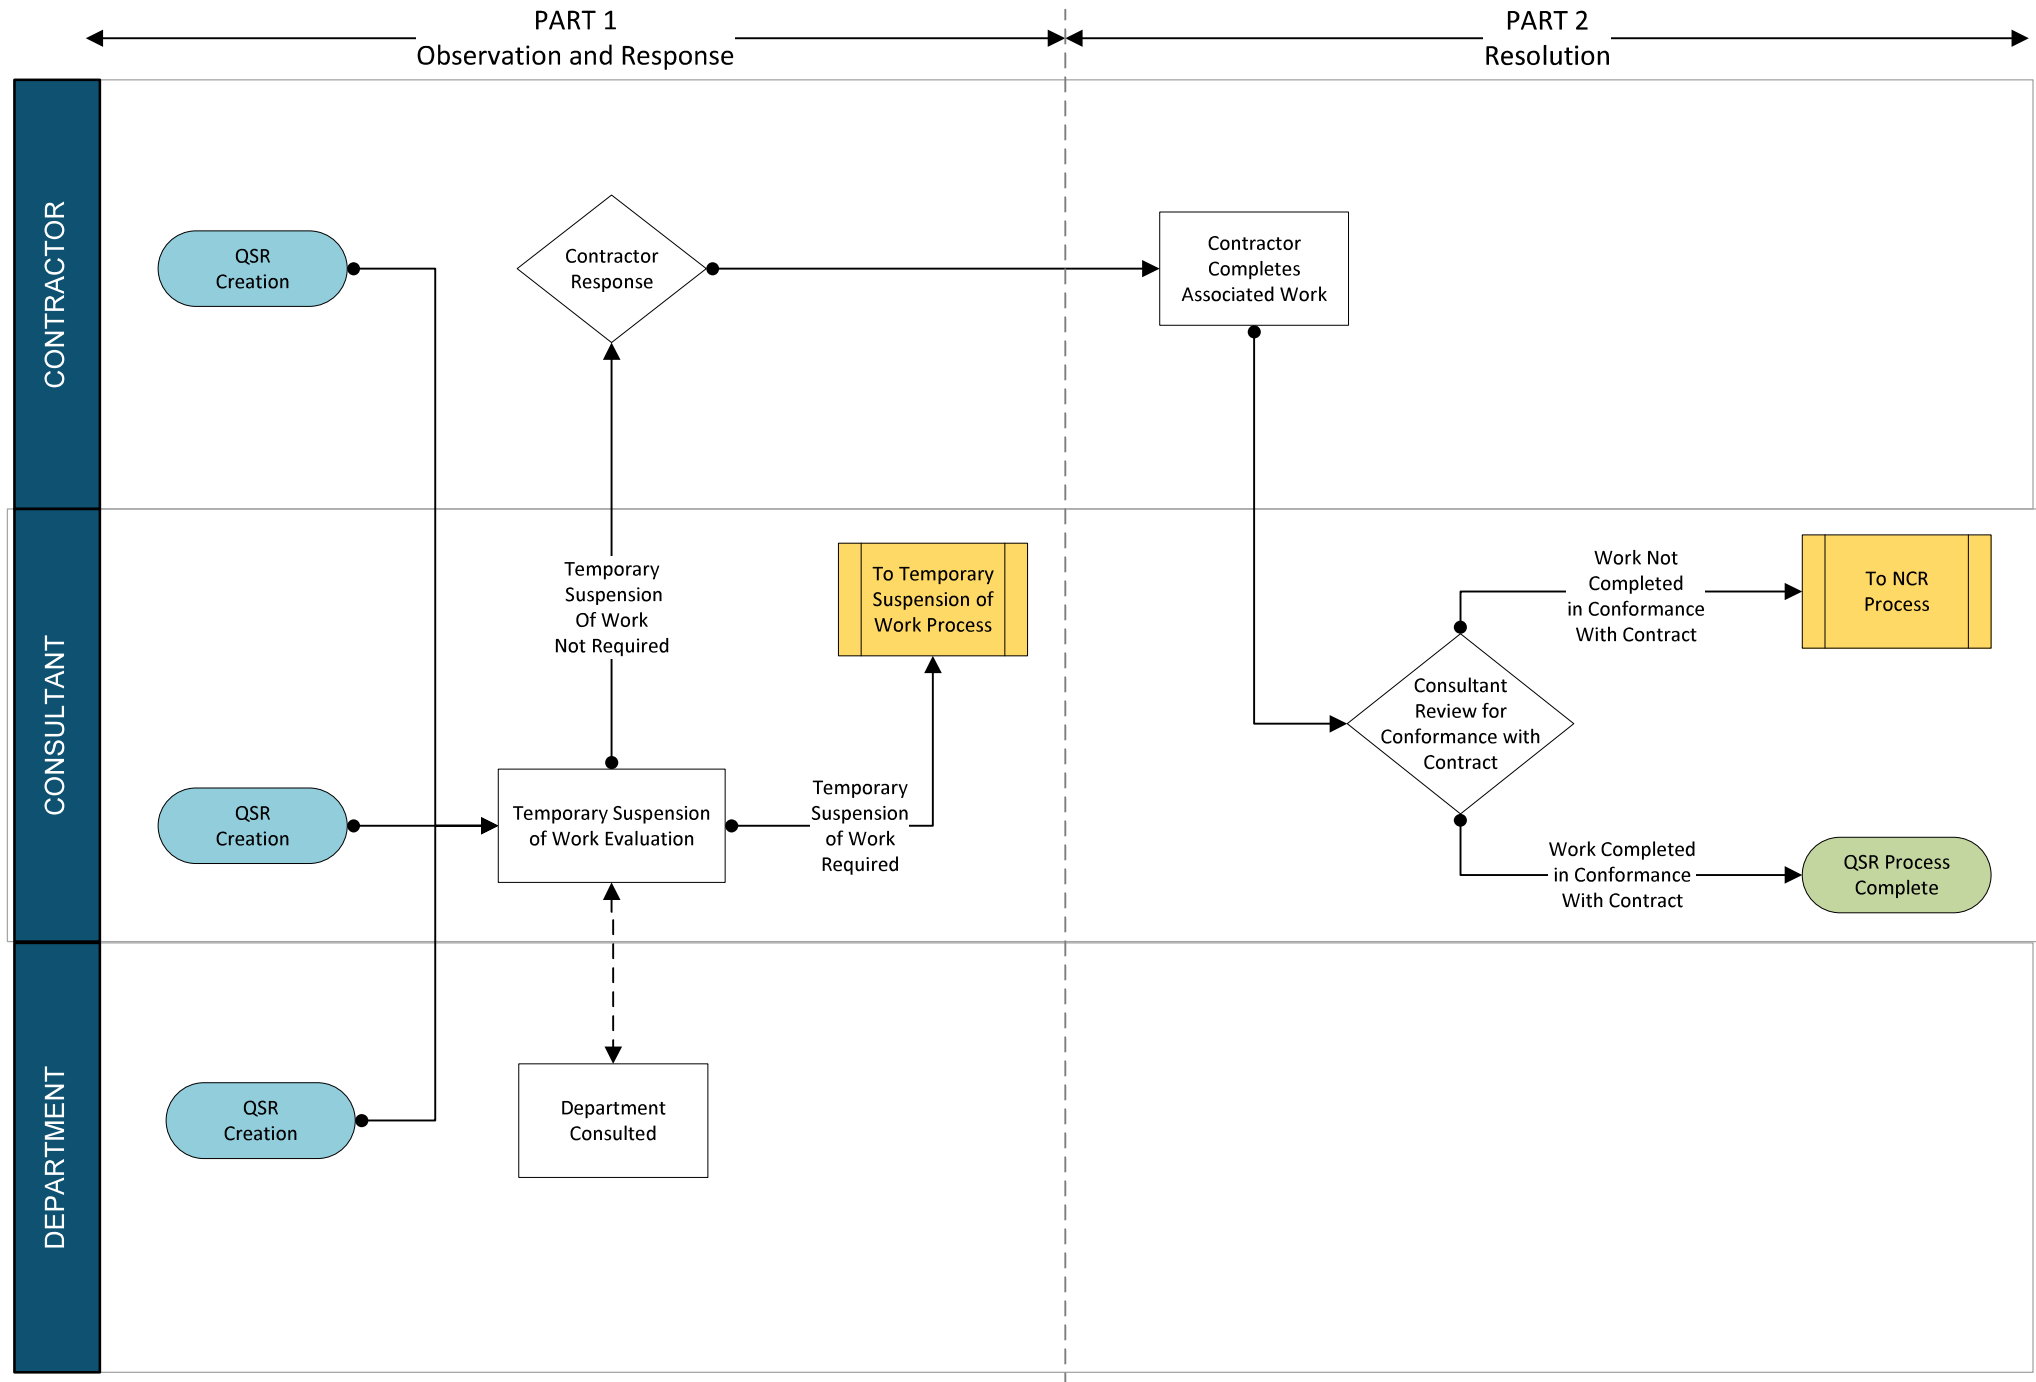 PART 1
Observation and Response
PART 2
Resolution
CONTRACTOR
QSR
Creation
Contractor
Response
Contractor
Completes
Associated Work
CONSULTANT
Temporary
Suspension
Of Work
Not Required
To Temporary
Suspension of
Work Process
Work Not
Completed
in Conformance
With Contract
To NCR
Process
Consultant
Review for
Conformance with
Contract
QSR
Creation
Temporary Suspension
of Work Evaluation
Temporary
Suspension
of Work
Required
Work Completed
in Conformance
With Contract
QSR Process
Complete
DEPARTMENT
QSR
Creation
Department
Consulted